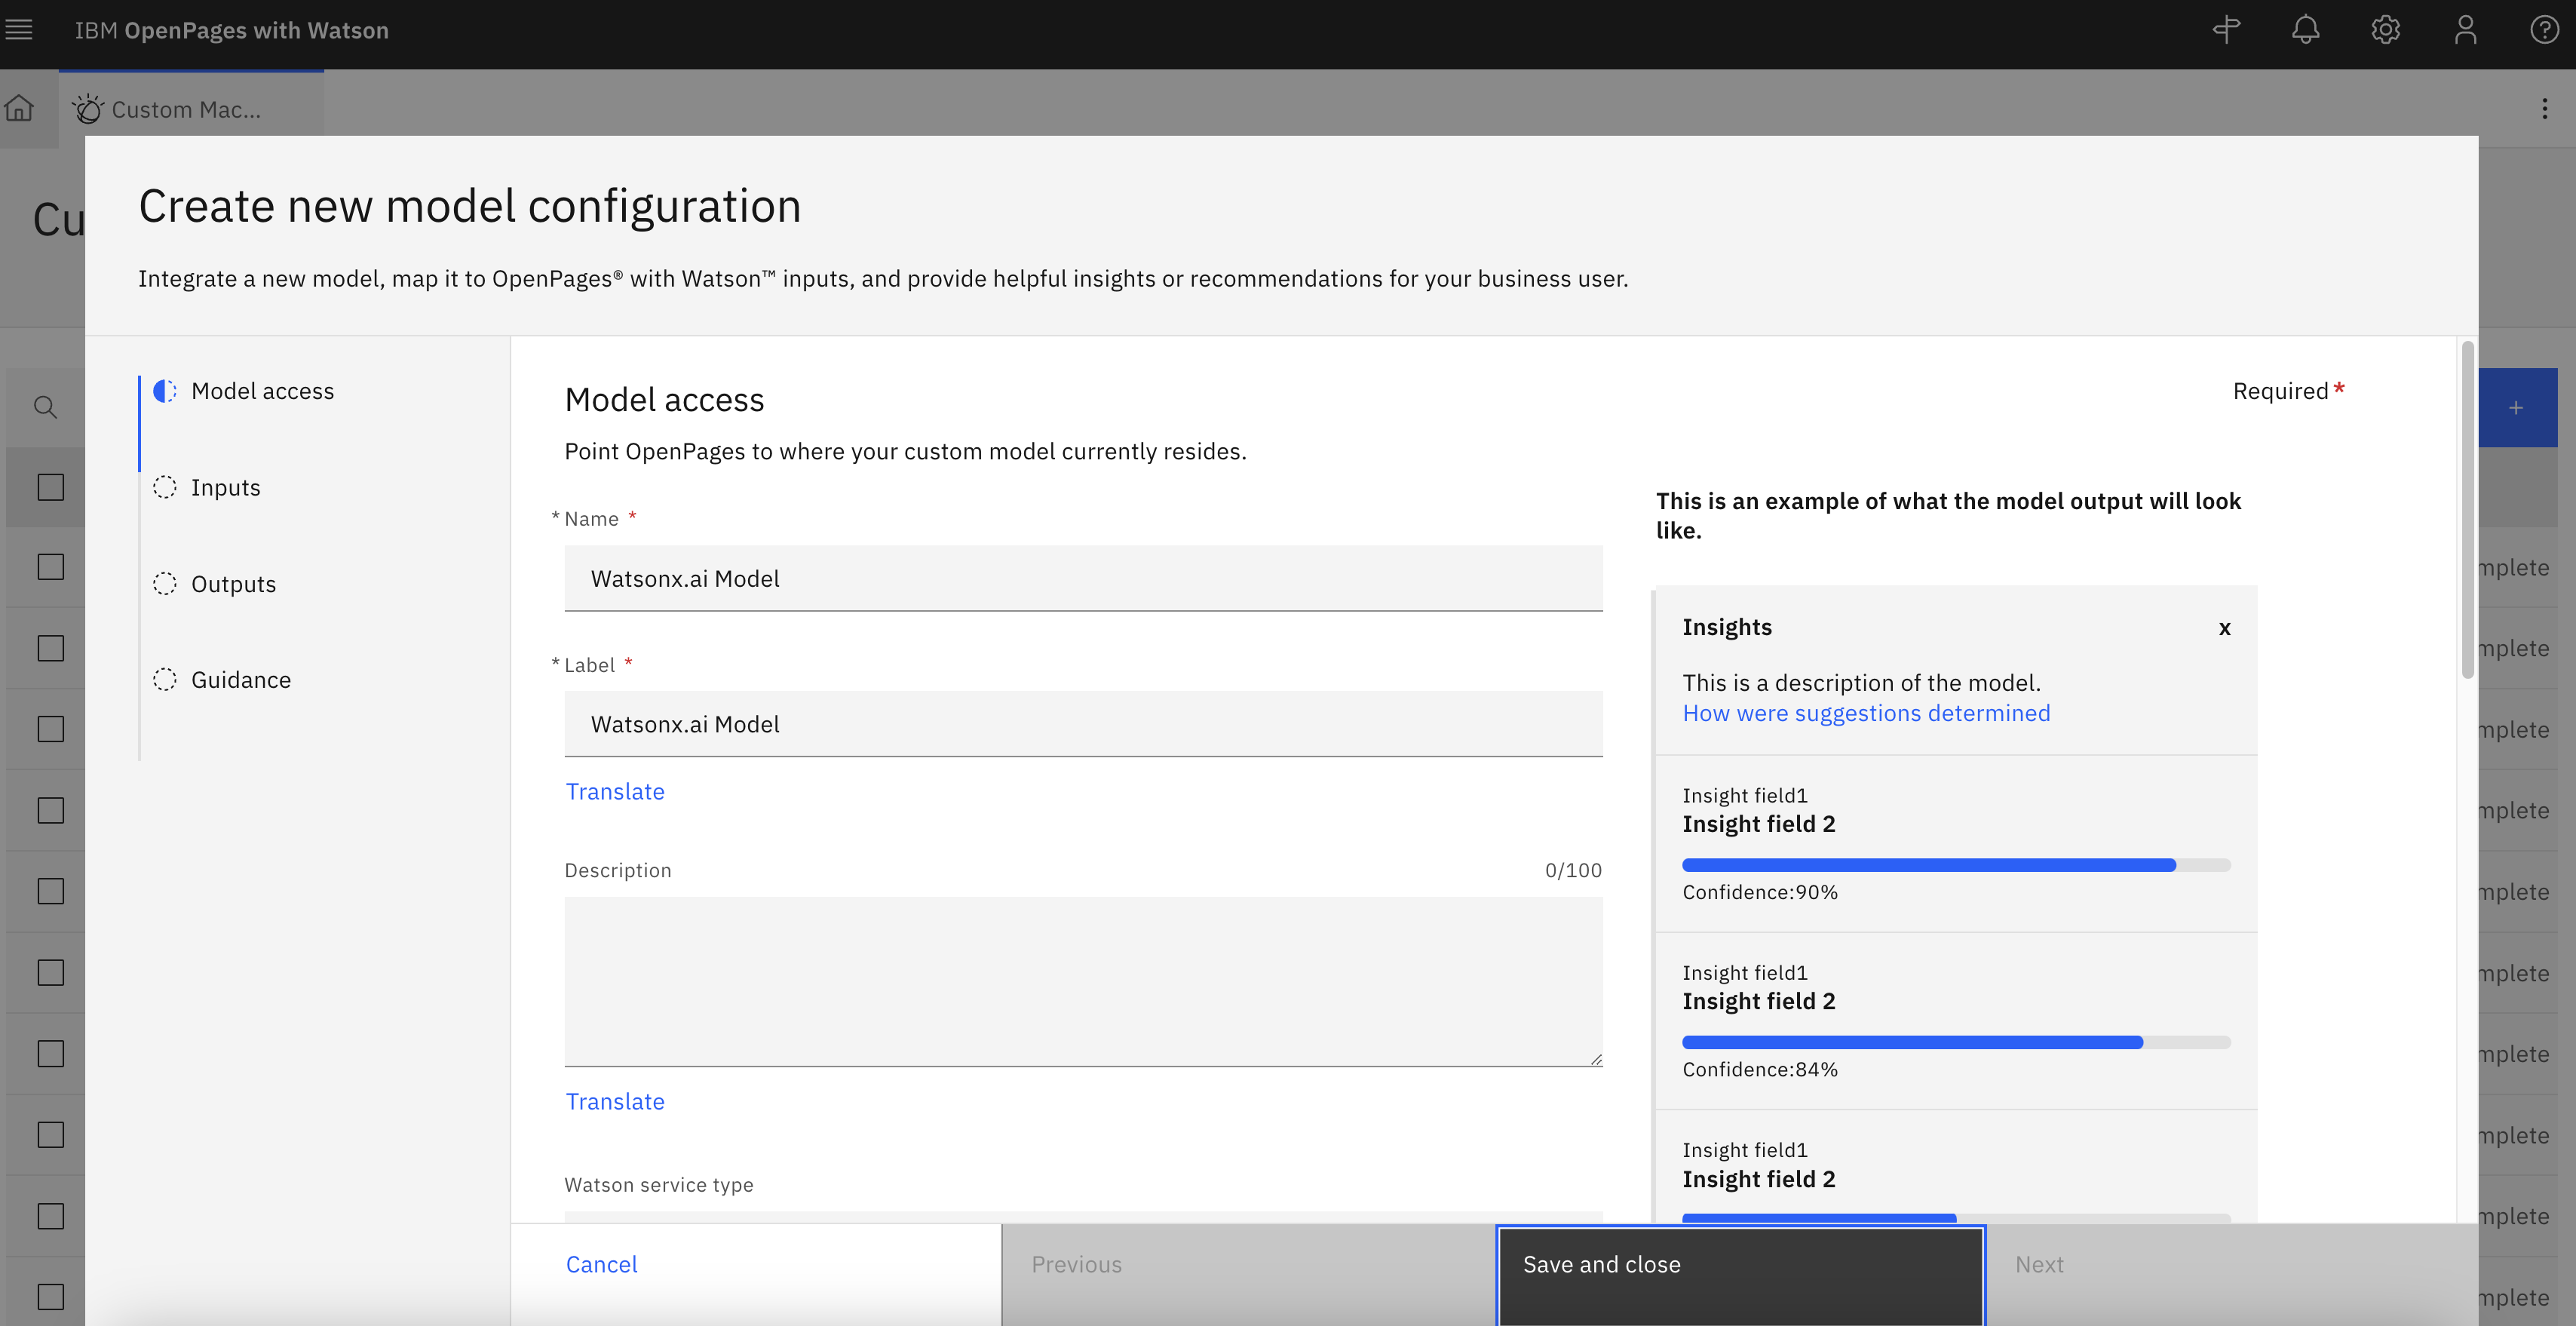 IBM OpenPages with Watson
Custom Mac...
Cu
Create new model configuration
Integrate a new model, map it to OpenPages® with Watson™ inputs, and provide helpful insights or recommendations for your business user.
Model access
Inputs
Outputs
Guidance
Model access
Required *
Point OpenPages to where your custom model currently resides.
* Name *
Watsonx.ai Model
* Label *
Watsonx.ai Model
Translate
Description 0/100
Translate
Watson service type
This is an example of what the model output will look
like.
Insights x
This is a description of the model.
How were suggestions determined
Insight field1
Insight field 2
Confidence:90%
Insight field1
Insight field 2
Confidence:84%
Insight field1
Insight field 2
Cancel
Previous
Save and close
Next
+
mplete
mplete
mplete
mplete
mplete
mplete
mplete
mplete
mplete
mplete